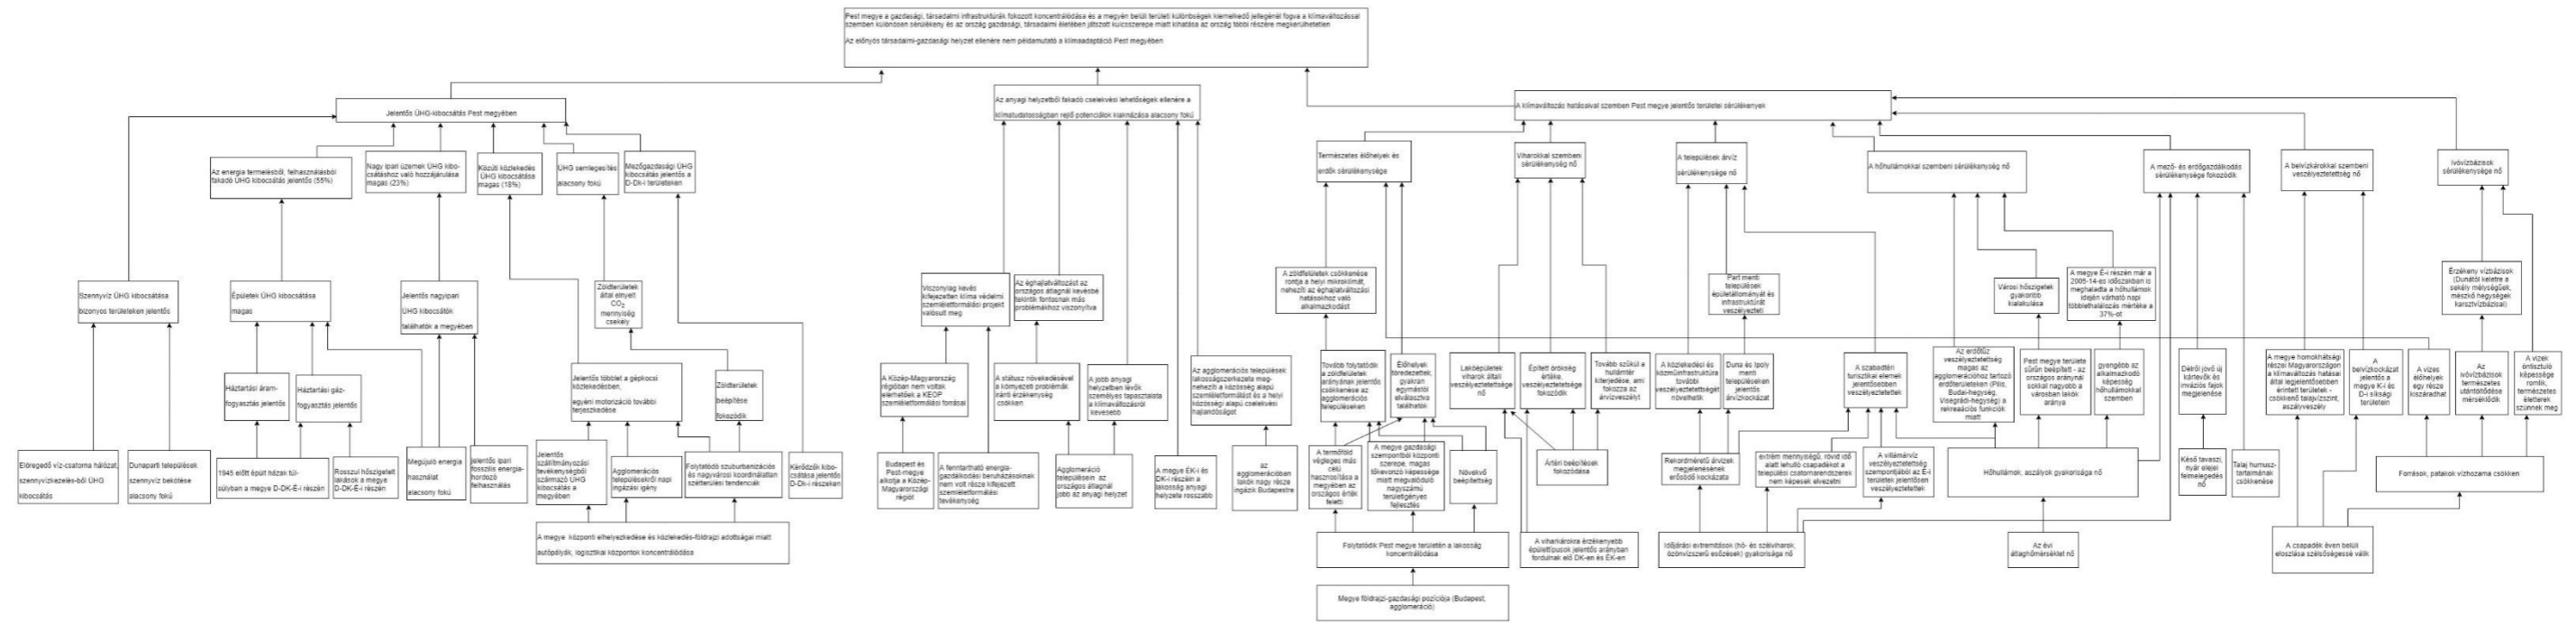 Pest megye a gazdasági, társadalmi infrastruktúrák fokozott koncentrálódása és a megyén belüli területi különbségek kiemelkedő jellegénél fogva a klímaváltozással
szemben különösen sérülékeny és az ország gazdasági, társadalmi életében játszott kulcsszerepe miatt kihatása az ország többi részére megkerülhetetlen
Az előnyös társadalmi-gazdasági helyzet ellenére nem példamutató a klímaadaptáció Pest megyében
Jelentős ÜHG-kibocsátás Pest megyében
Az anyagi helyzetből fakadó cselekvési lehetőségek ellenére a
klímatudatosságban rejlő potenciálok kiaknázása alacsony fokú
A klímaváltozás hatásaival szemben Pest megye jelentős területei sérülékenyek
Az energia termelésből, felhasználásból
fakadó ÜHG kibocsátás jelentős (55%)
Nagy ipari üzemek ÜHG kibo-
csátáshoz való hozzájárulása
magas (23%)
Közúti közlekedés
ÜHG kibocsátása
magas (18%)
ÜHG semlegesítés
alacsony fokú
Mezőgazdasági ÜHG
kibocsátás jelentős a
D-Dk-i területeken
Természetes élőhelyek és
erdők sérülékenysége
Viharokkal szembeni
sérülékenység nő
A települések árvíz
sérülékenysége nő
A hőhullámokkal szembeni sérülékenység nő
A mező- és erdőgazdálkodás
sérülékenysége fokozódik
A belvízkárokkal szembeni
veszélyeztetettség nő
Ivóvízbázisok
sérülékenysége nő
Szennyvíz ÜHG kibocsátása
bizonyos területeken jelentős
Épületek ÜHG kibocsátása
magas
Jelentős nagyipari
ÜHG kibocsátók
találhatók a megyében
Zöldterületek
által elnyelt
CO2
mennyiség
csekély
Viszonylag kevés
kifejezetten klíma védelmi
szemléletformálási projekt
valósult meg
Az éghajlatváltozást az
országos átlagnál kevésbé
tekintik fontosnak más
problémákhoz viszonyítva
A zöldfelületek csökkenése
rontja a helyi mikroklímát,
nehezíti az éghajlatváltozási
hatásokhoz való
alkalmazkodást
Part menti
települések
épületállományát és
infrastruktúrát
veszélyezteti
Városi hőszigetek
gyakoribb
kialakulása
A megye É-i részén már a
2005-14-es időszakban is
meghaladta a hőhullámok
idején várható napi
többlethalálozás mértéke a
37%-ot
Érzékeny vízbázisok
(Dunától keletre a
sekély mélységűek,
mészkő hegységek
karsztvízbázisai)
Háztartási áram-
fogyasztás jelentős
Háztartási gáz-
fogyasztás jelentős
Jelentős többlet a gépkocsi
közlekedésben,
egyéni motorizáció további
terjeszkedése
Zöldterületek
beépítése
fokozódik
A Közép-Magyarország
régióban nem voltak
elérhetőek a KEOP
szemléletformálási forrásai
A státusz növekedésével
a környezeti problémák
iránti érzékenység
csökken
A jobb anyagi
helyzetben lévők
személyes tapasztalata
a klímaváltozásról
kevesebb
Az agglomerációs települések
lakosságszerkezete meg-
nehezíti a közösség alapú
szemléletformálást és a helyi
közösségi alapú cselekvési
hajlandóságot
Tovább folytatódik
a zöldfelületek
arányának jelentős
csökkenése az
agglomerációs
településeken
Élőhelyek
töredezettek,
gyakran
egymástól
elválasztva
találhatók
Lakóépületek
viharok általi
veszélyeztetettsége
nő
Épített örökség
értéke,
veszélyeztetetsége
fokozódik
Tovább szűkül a
hullámtér
kiterjedése, ami
fokozza az
árvízveszélyt
A közlekedési és
közműinfrastruktúra
további
veszélyeztetettségét
növelhetik
Duna és Ipoly
menti
településeken
jelentős
árvízkockázat
A szabadtéri
turisztikai elemek
jelentősebben
veszélyeztetettek
Az erdőtűz
veszélyeztetettség
magas az
agglomerációhoz tartozó
erdőterületeken (Pilis,
Budai-hegység,
Visegrádi-hegység) a
rekreációs funkciók
miatt
Pest megye területe
sűrűn beépített - az
országos aránynál
sokkal nagyobb a
városban lakók
aránya
gyengébb az
alkalmazkodó
képesség
hőhullámokkal
szemben
Délről jövő új
kártevők és
inváziós fajok
megjelenése
A megye homokhátsági
részei Magyarországon
a klímaváltozás hatásai
által legjelentősebben
érintett területek -
csökkenő talajvízszint,
aszályveszély
A
belvízkockázat
jelentős a
megye K-i és
D-i síksági
területein
A vizes
élőhelyek
egy része
kiszáradhat
Az
ivóvízbázisok
természetes
utántöltődése
mérséklődik
A vizek
öntisztuló
képessége
romlik,
természetes
életterek
szűnnek meg
Elöregedő víz-csatorna hálózat,
szennyvízkezelés-ből ÜHG
kibocsátás
Dunaparti települések
szennyvíz bekötése
alacsony fokú
1945 előtt épült házak túl-
súlyban a megye D-DK-É-i részén
Rosszul hőszigetelt
lakások a megye
D-DK-É-i részén
Megújuló energia
használat
alacsony fokú
jelentős ipari
fosszilis energia-
hordozó
felhasználás
Jelentős
szállítmányozási
tevékenységből
származó ÜHG
kibocsátás a
megyében
Agglomerációs
településekről napi
ingázási igény
Folytatódó szuburbanizációs
és nagyvárosi koordinálatlan
szétterülési tendenciák
Kérődzők kibo-
csátása jelentős
D-Dk-i részeken
Budapest és
Pest-megye
alkotja a Közép-
Magyarországi
régiót
A fenntartható energia-
gazdálkodási beruházásoknak
nem volt része kifejezett
szemléletformálási
tevékenység
Agglomeráció
településein az
országos átlagnál
jobb az anyagi helyzet
A megye ÉK-i és
DK-i részein a
lakosság anyagi
helyzete rosszabb
az
agglomerációban
lakók nagy része
ingázik Budapestre
A termőföld
végleges más
célú
hasznosítása a
megyében az
országos érték
feletti
A megye gazdasági
szempontból központi
szerepe, magas
tőkevonzó képessége
miatt megvalósuló
nagyszámú
területigényes
fejlesztés
Növekvő
beépítettség
Ártéri beépítések
fokozódása
Rekordméretű árvizek
megjelenésének
erősödő kockázata
extrém mennyiségű, rövid idő
alatt lehulló csapadékot a
települési csatornarendszerek
nem képesek elvezetni
A villámárvíz
veszélyeztetettség
szempontjából az É-i
területek jelentősen
veszélyeztetettek
Hőhullámok, aszályok gyakorisága nő
Késő tavaszi,
nyár elejei
felmelegedés
nő
Talaj humusz-
tartalmának
csökkenése
Források, patakok vízhozama csökken
A megye központi elhelyezkedése és közlekedés-földrajzi adottságai miatt
autópályák, logisztikai központok koncentrálódása
Folytatódik Pest megye területén a lakosság
koncentrálódása
A viharkárokra érzékenyebb
épülettípusok jelentős arányban
fordulnak elő DK-en és ÉK-en
Időjárási extremitások (hó- és szélviharok,
özönvízszerű esőzések) gyakorisága nő
Az évi
átlaghőmérséklet nő
A csapadék éven belüli
eloszlása szélsőségessé válik
Megye földrajzi-gazdasági pozíciója (Budapest,
agglomeráció)